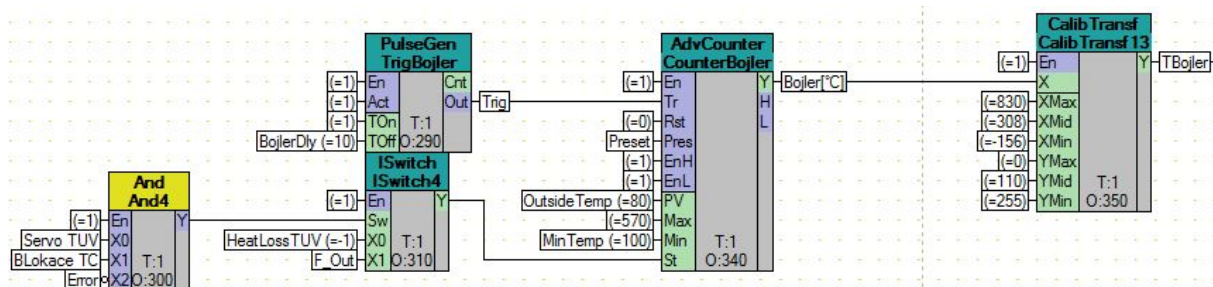 PulseGen
TrigBojler
(=1) En Cnt
(=1) Act Out Trig
(=1) TOn T:1
BojlerDly (=10) TOff O:290
ISwitch
ISwitch4
(=1) En Y
Sw
HeatLossTUV (=-1) X0 T:1
F_Out X1 O:310
And
And4
(=1) En Y
Servo TUV X0
BLokace TC X1 T:1
Error X2 O:300
AdvCounter
CounterBojler
(=1) En Y Bojler[°C]
Tr H
(=0) Rst L
Preset Pres
(=1) EnH
(=1) EnL
OutsideTemp (=80) PV
(=570) Max
MinTemp (=100) Min T:1
St O:340
CalibTransf
CalibTransf13
(=1) En Y TBojler
X
(=830) XMax
(=308) XMid
(=-156) XMin
(=0) YMax
(=110) YMid T:1
(=255) YMin O:350